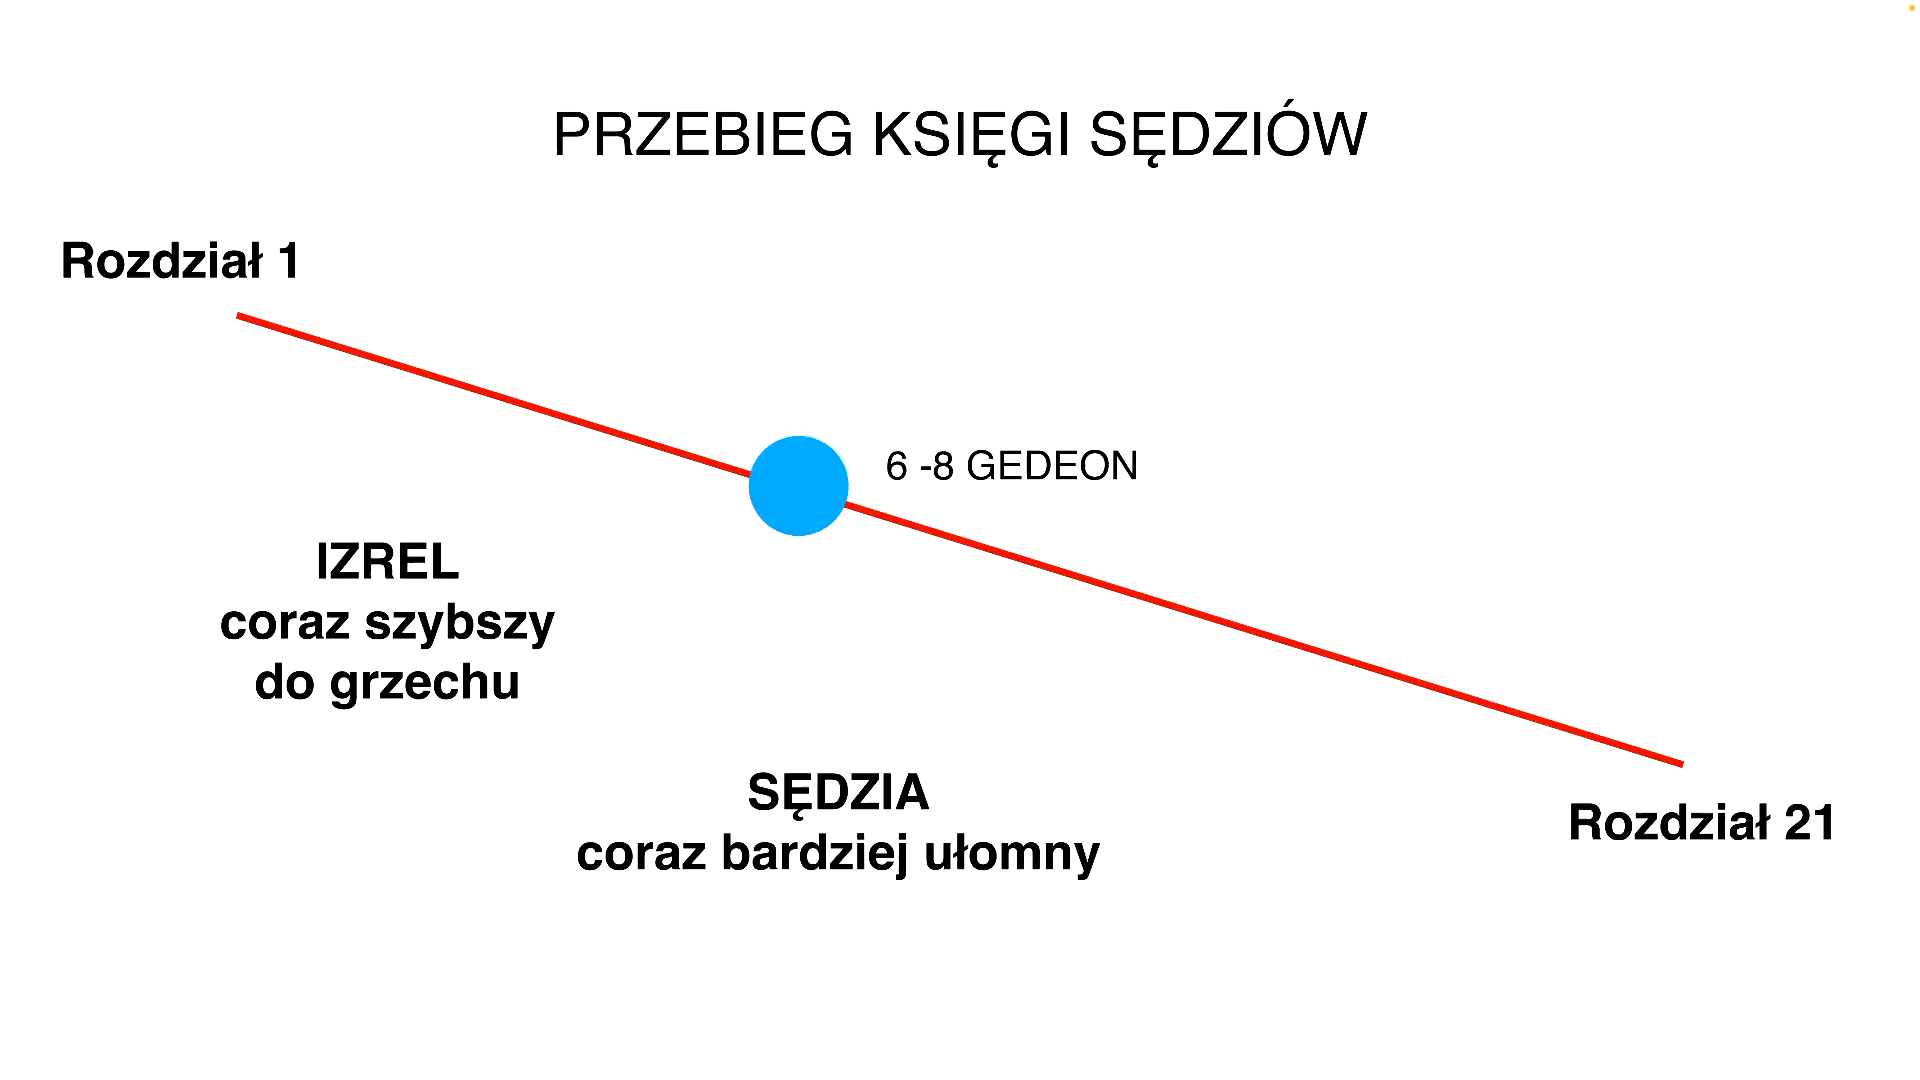 PRZEBIEG KSIĘGI SĘDZIÓW
Rozdział 1
6 -8 GEDEON
IZREL
coraz szybszy
do grzechu
SĘDZIA
coraz bardziej ułomny
Rozdział 21